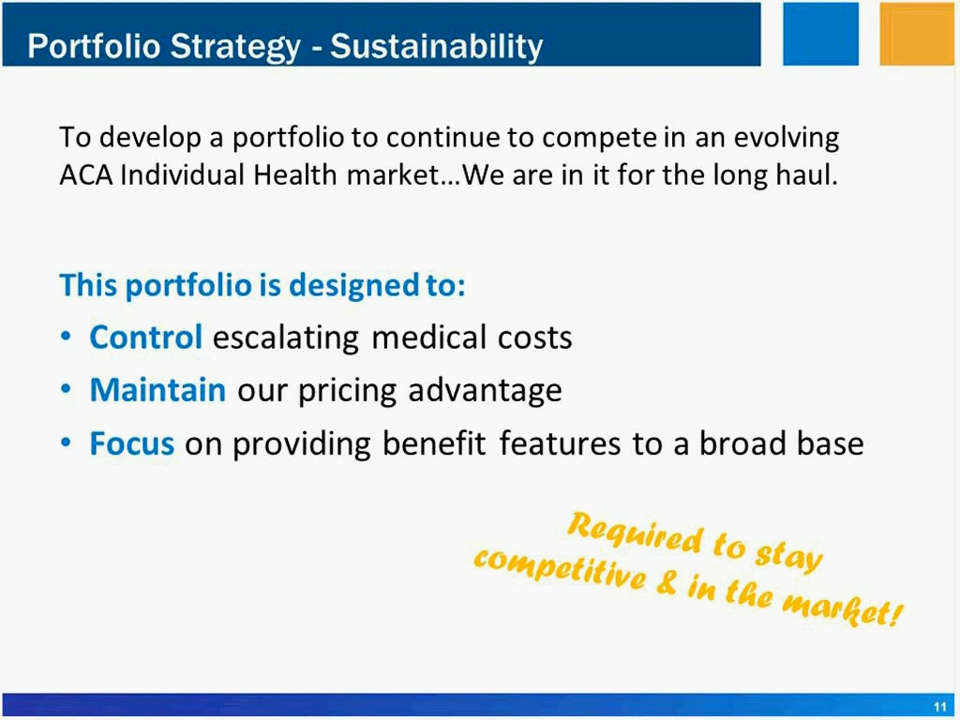 Portfolio Strategy - Sustainability
To develop a portfolio to continue to compete in an evolving
ACA Individual Health market...We are in it for the long haul.
This portfolio is designed to:
• Control escalating medical costs
• Maintain our pricing advantage
• Focus on providing benefit features to a broad base
Required to stay
competitive & in the market!
11